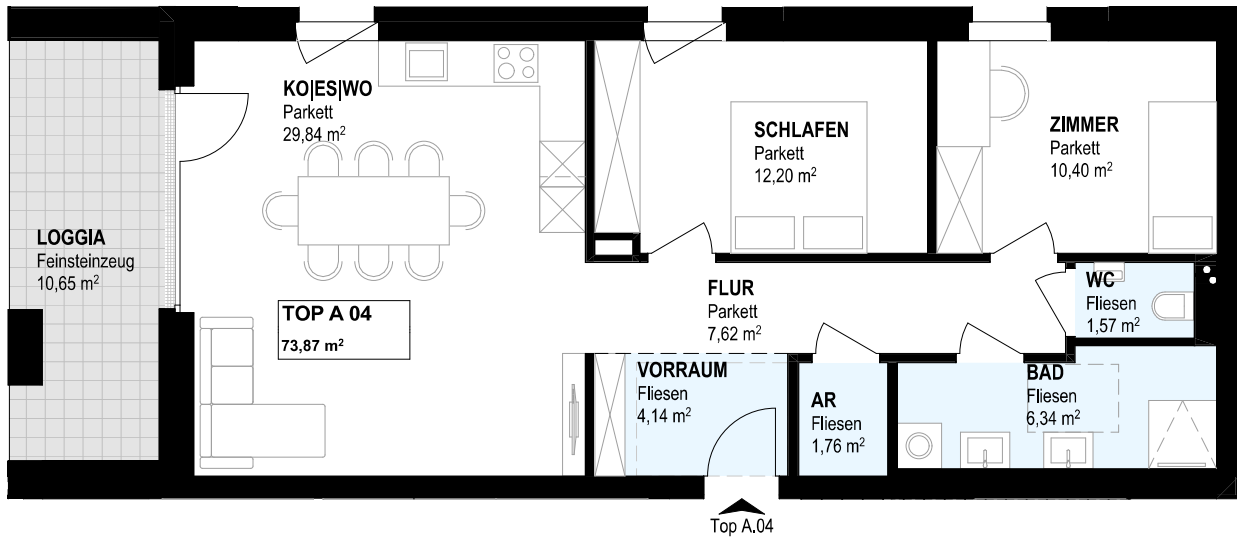 KO|ES|WO
Parkett
29,84 m²
SCHLAFEN
Parkett
12,20 m²
ZIMMER
Parkett
10,40 m²
LOGGIA
Feinsteinzeug
10,65 m²
TOP A 04
73,87 m²
FLUR
Parkett
7,62 m²
WC
Fliesen
1,57 m²
VORRAUM
Fliesen
4,14 m²
AR
Fliesen
1,76 m²
BAD
Fliesen
6,34 m²
Top A.04